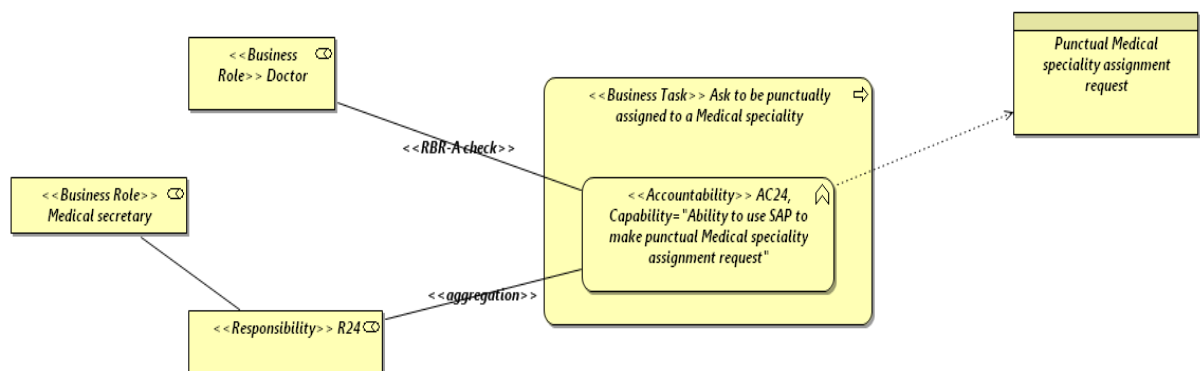 <<Business
Role>> Doctor
<<RBR-A check>>
<<Business Role>>
Medical secretary
<<aggregation>>
<<Responsibility>> R24
<<Business Task>> Ask to be punctually
assigned to a Medical speciality
<<Accountability>> AC24,
Capability="Ability to use SAP to
make punctual Medical speciality
assignment request"
Punctual Medical
speciality assignment
request